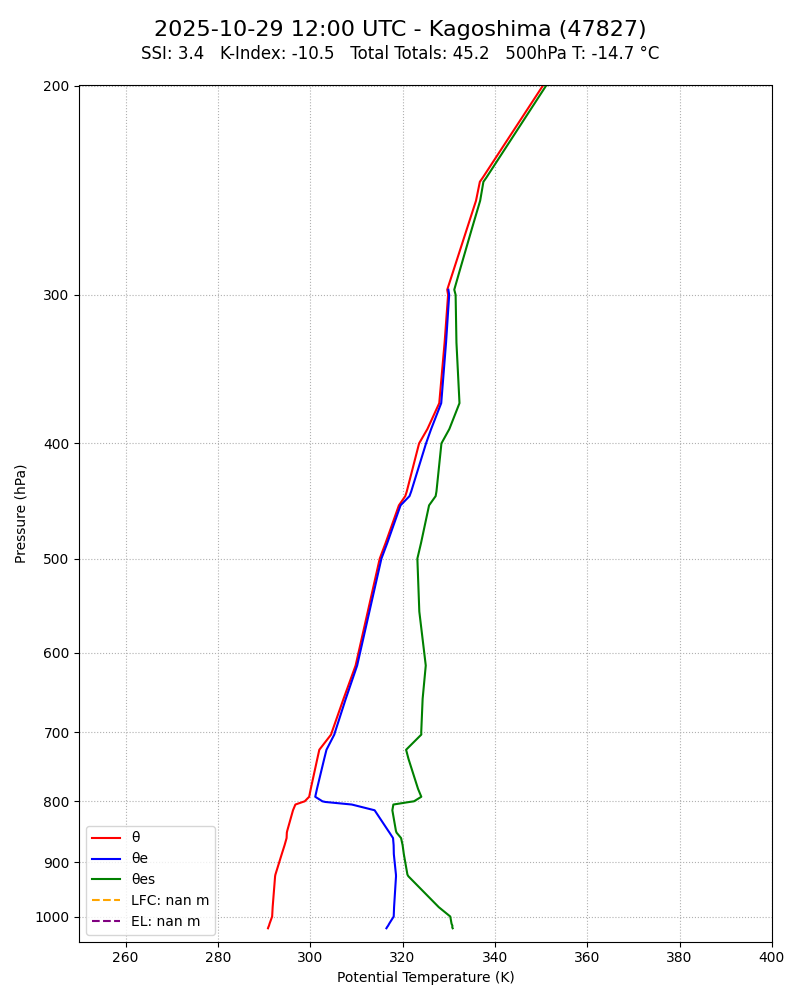 2025-10-29 12:00 UTC - Kagoshima (47827)
SSI: 3.4   K-Index: -10.5   Total Totals: 45.2   500hPa T: -14.7 °C
200
300
400
500
600
700
800
900
1000
Pressure (hPa)
θ
θe
θes
LFC: nan m
EL: nan m
260 280 300 320 340 360 380 400
Potential Temperature (K)